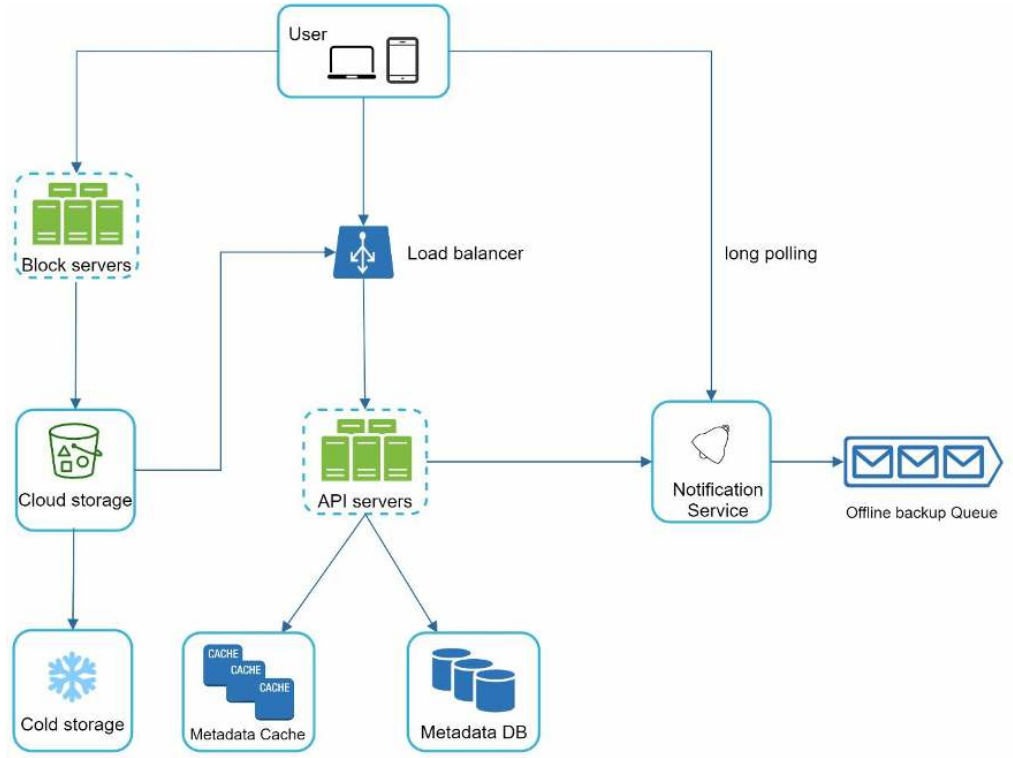 User
Block servers
Load balancer
long polling
Cloud storage
API servers
Notification
Service
Offline backup Queue
Cold storage
CACHE
CACHE
CACHE
Metadata Cache
Metadata DB